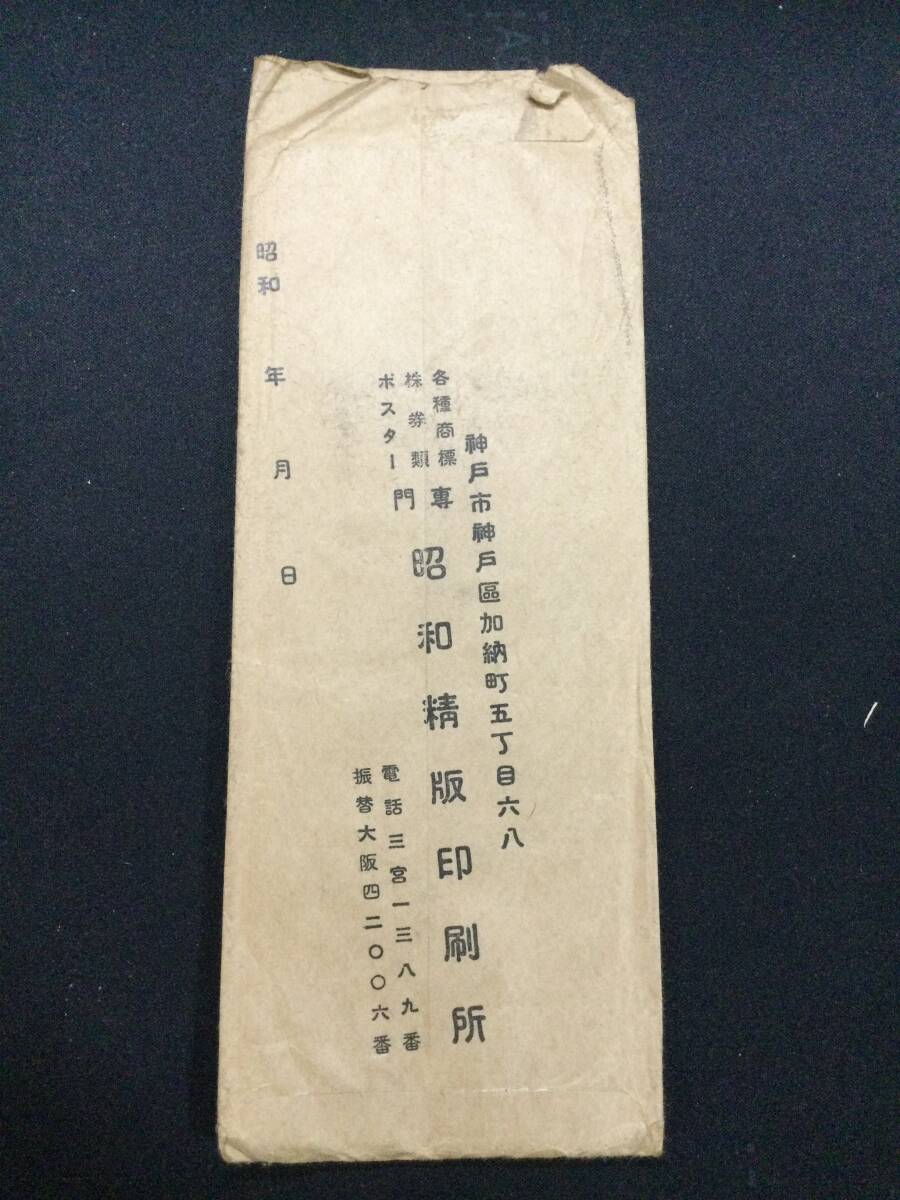 神戸市神戸區加納町五丁目六八
各種商標
株券類
ポスター
專門
昭和精版印刷所
電話三宮一三八九番
振替大阪四二〇〇六番
昭和 年 月 日